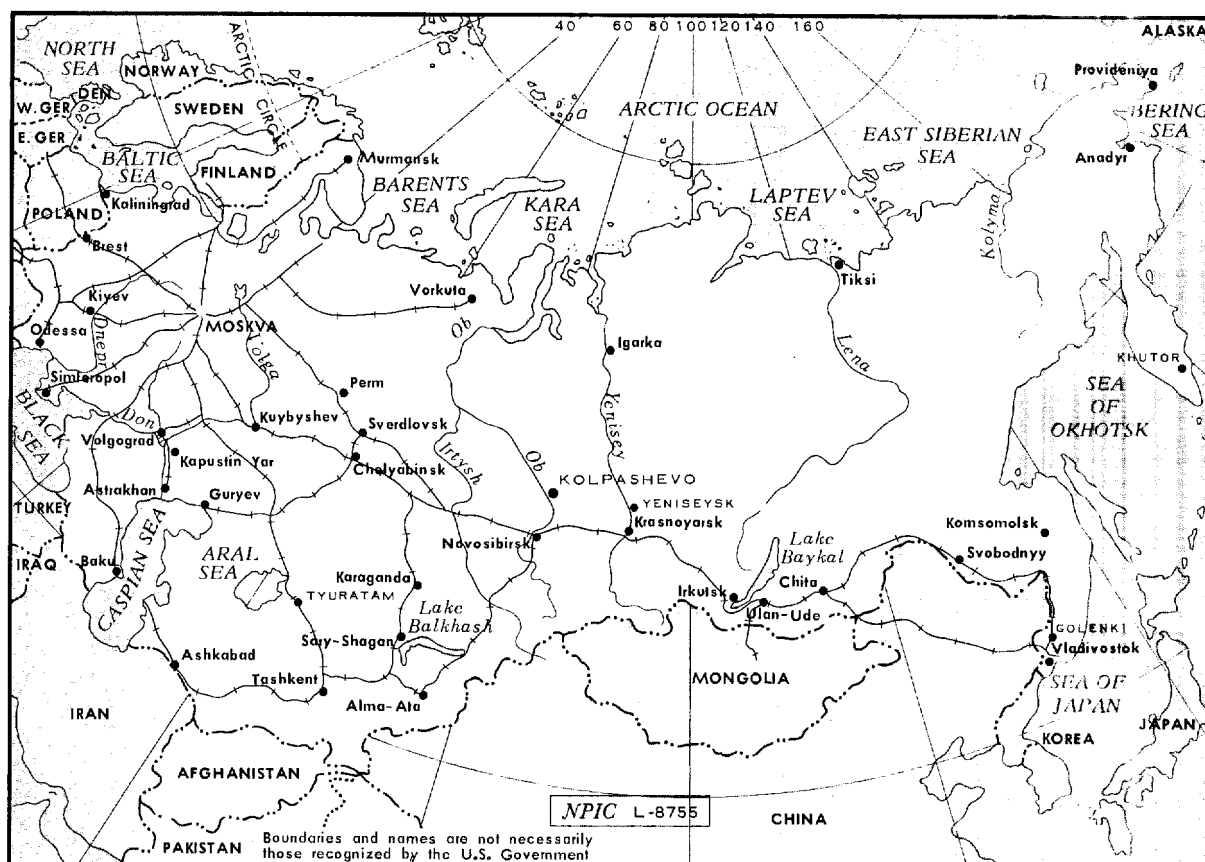 40 60 80 100 120 140 160
ALASKA
NORTH
SEA
ARCTIC
CIRCLE
NORWAY
DEN
SWEDEN
W. GER
E. GER
FINLAND
BALTIC
SEA
Kaliningrad
POLAND
Brest
Murmansk
BARENTS
SEA
KARA
SEA
ARCTIC OCEAN
LAPTEV
SEA
EAST SIBERIAN
SEA
Provideniya
BERING
SEA
Anadyr
Kolyma
Tiksi
Vorkuta
Ob
Igarka
Lena
Yenisey
Kiyev
Odessa
Dnepr
MOSKVA
Volga
Simferopol
BLACK
SEA
Don
Perm
KHUTOR
SEA
OF
OKHOTSK
Kuybyshev
Sverdlovsk
Volgograd
Kapustin Yar
Chelyabinsk
Irtysh
Ob
KOLPASHEVO
YENISEYSK
Krasnoyarsk
Astrakhan
Guryev
TURKEY
IRAQ
Baku
CASPIAN SEA
ARAL
SEA
Novosibirsk
Komsomolsk
Svobodnyy
Lake
Baykal
Chita
Irkutsk
Ulan-Ude
Karaganda
TYURATAM
Lake
Balkhash
Sary-Shagan
GOLENKI
Vladivostok
Ashkabad
Tashkent
Alma-Ata
MONGOLIA
SEA OF
JAPAN
JAPAN
KOREA
IRAN
AFGHANISTAN
PAKISTAN
CHINA
NPIC L-8755
Boundaries and names are not necessarily
those recognized by the U.S. Government